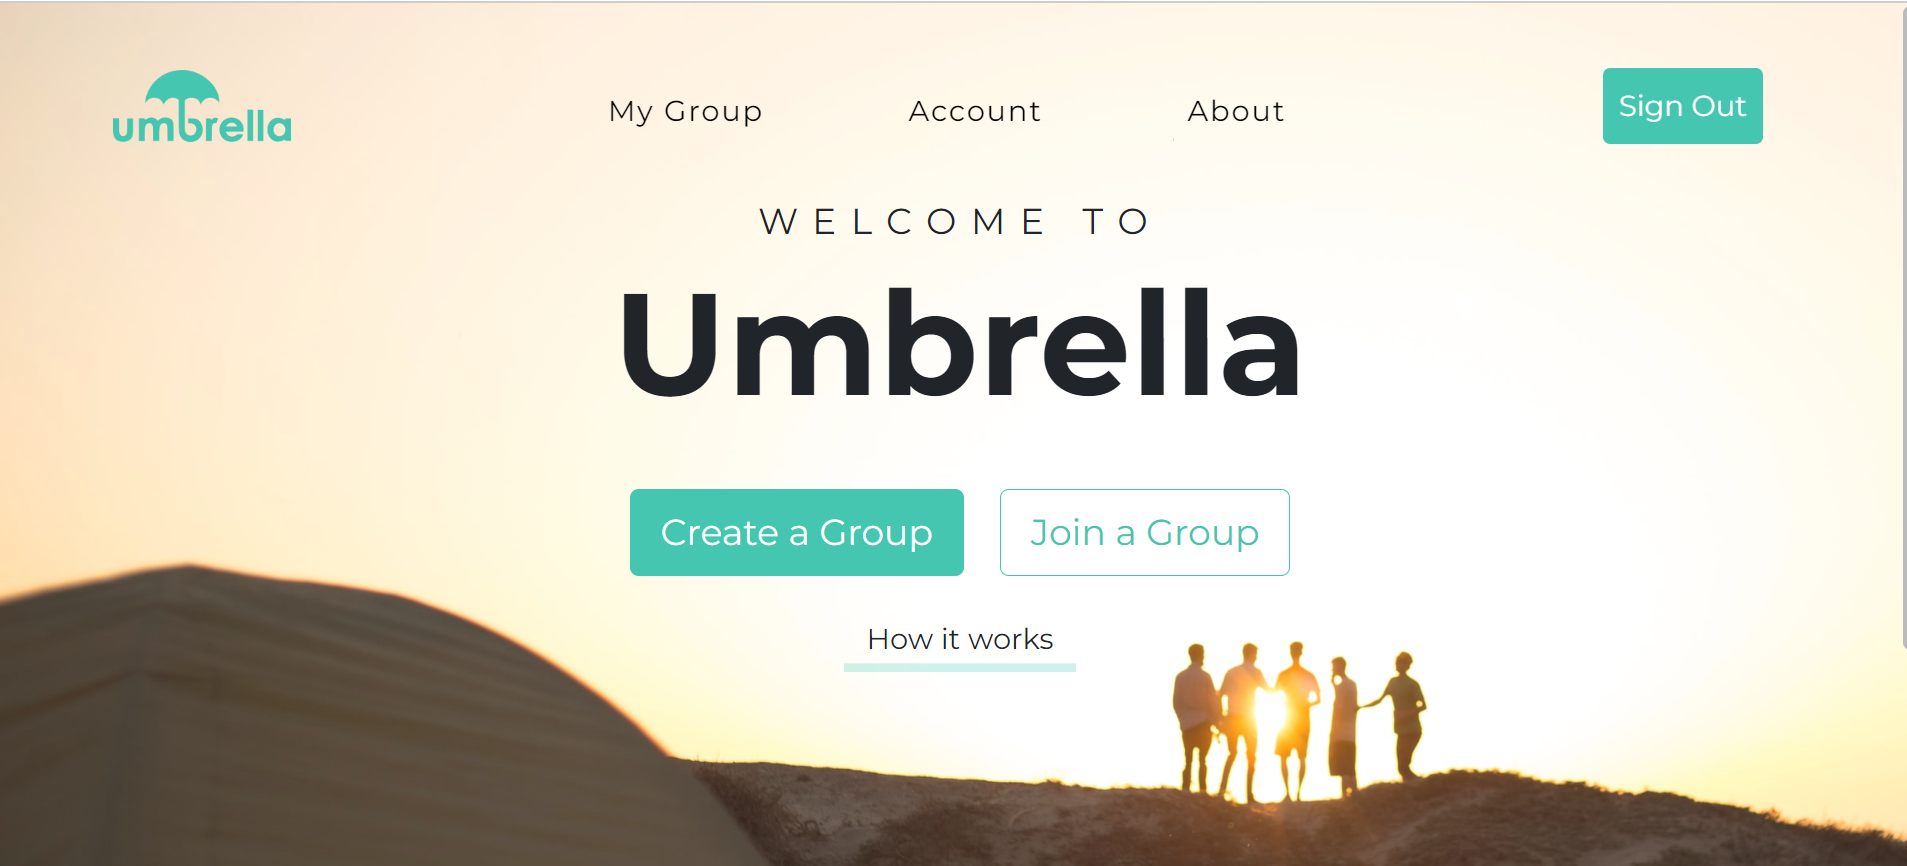 umbrella
My Group
Account
About
Sign Out
WELCOME TO
Umbrella
Create a Group
Join a Group
How it works